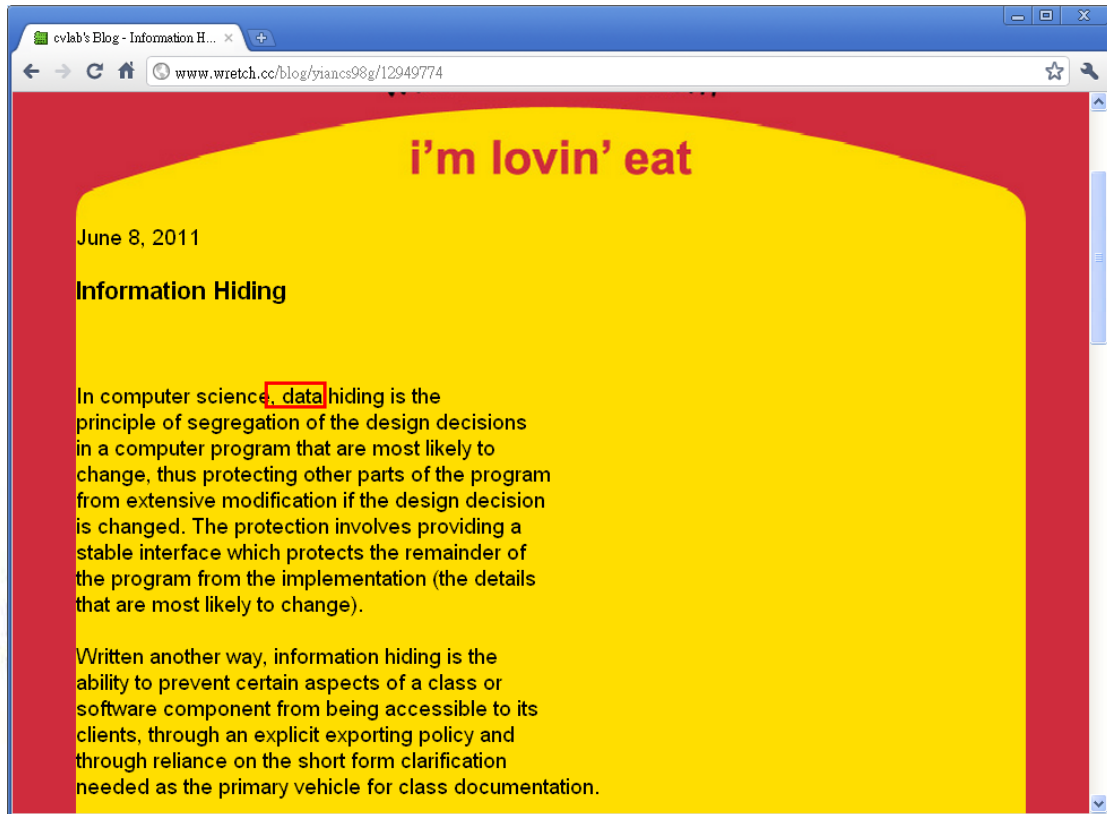 cvlab's Blog - Information H...
www.wretch.cc/blog/yiancs98g/12949774
i'm lovin' eat
June 8, 2011
Information Hiding
In computer science, data hiding is the
principle of segregation of the design decisions
in a computer program that are most likely to
change, thus protecting other parts of the program
from extensive modification if the design decision
is changed. The protection involves providing a
stable interface which protects the remainder of
the program from the implementation (the details
that are most likely to change).
Written another way, information hiding is the
ability to prevent certain aspects of a class or
software component from being accessible to its
clients, through an explicit exporting policy and
through reliance on the short form clarification
needed as the primary vehicle for class documentation.